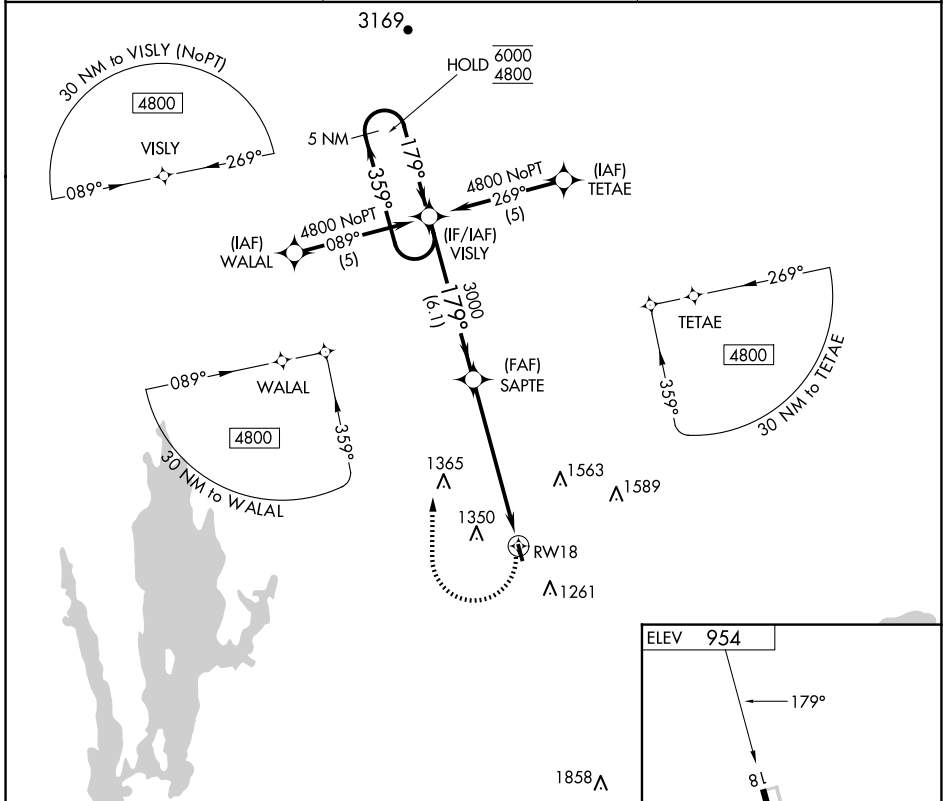 3169
HOLD 6000
4800
30 NM to VISLY (NoPT)
4800
VISLY
089°
269°
5 NM
179°
359°
4800 NoPT
269°
(5)
(IAF)
TETAE
4800 NoPT
089°
(5)
(IAF)
WALAL
(IF/IAF)
VISLY
3000
179°
(6.1)
(FAF)
SAPTE
269°
TETAE
4800
359°
30 NM to TETAE
089°
WALAL
4800
359°
30 NM to WALAL
1365
1563
1589
1350
RW18
1261
1858
ELEV 954
179°
18